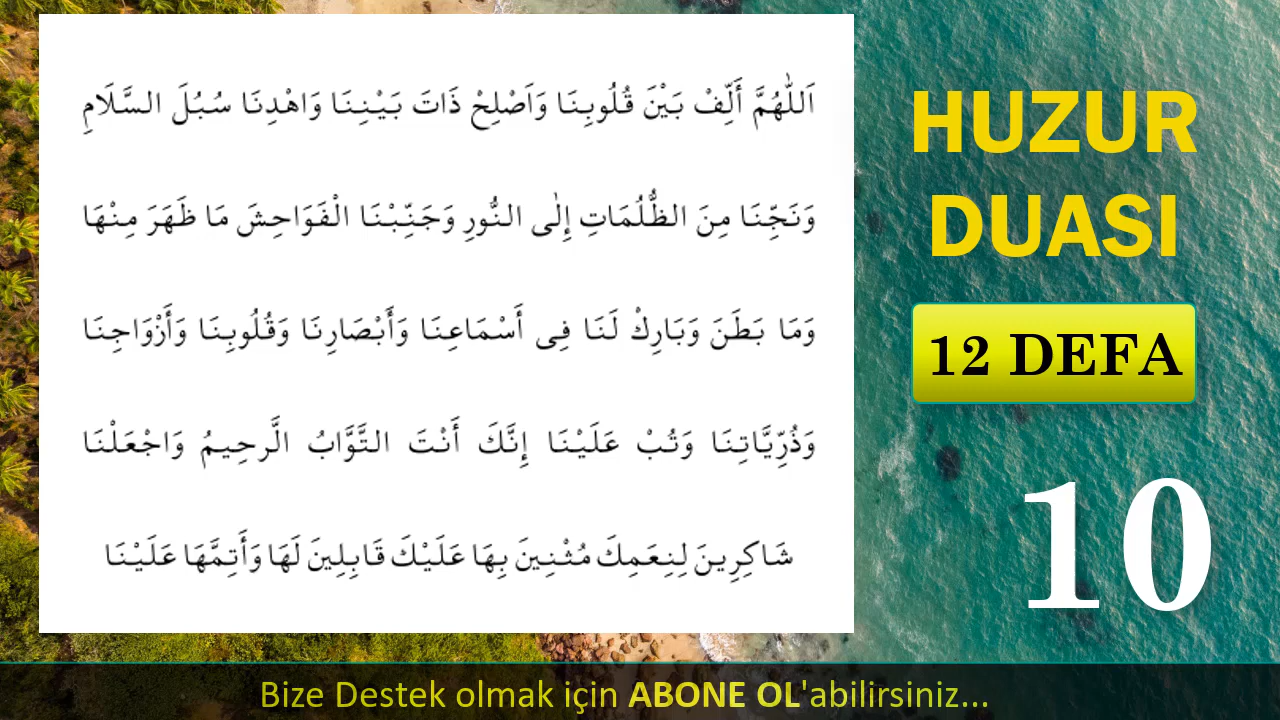 اَللّٰهُمَّ أَلِّفْ بَيْنَ قُلُوبِنَا وَاَصْلِحْ ذَاتَ بَيْنِنَا وَاهْدِنَا سُبُلَ السَّلَامِ
وَنَجِّنَا مِنَ الظُّلُمَاتِ إِلٰى النُّورِ وَجَنِّبْنَا الْفَوَاحِشَ مَا ظَهَرَ مِنْهَا
وَمَا بَطَنَ وَبَارِكْ لَنَا فِى أَسْمَاعِنَا وَأَبْصَارِنَا وَقُلُوبِنَا وَأَزْوَاجِنَا
وَذُرِّيَّاتِنَا وَتُبْ عَلَيْنَا إِنَّكَ أَنْتَ التَّوَّابُ الَّرحِيمُ وَاجْعَلْنَا
شَاكِرِينَ لِنِعَمِكَ مُثْنِينَ بِهَا عَلَيْكَ قَابِلِينَ لَهَا وَأَتِمَّهَا عَلَيْنَا
HUZUR
DUASI
12 DEFA
10
Bize Destek olmak için ABONE OL'abilirsiniz...